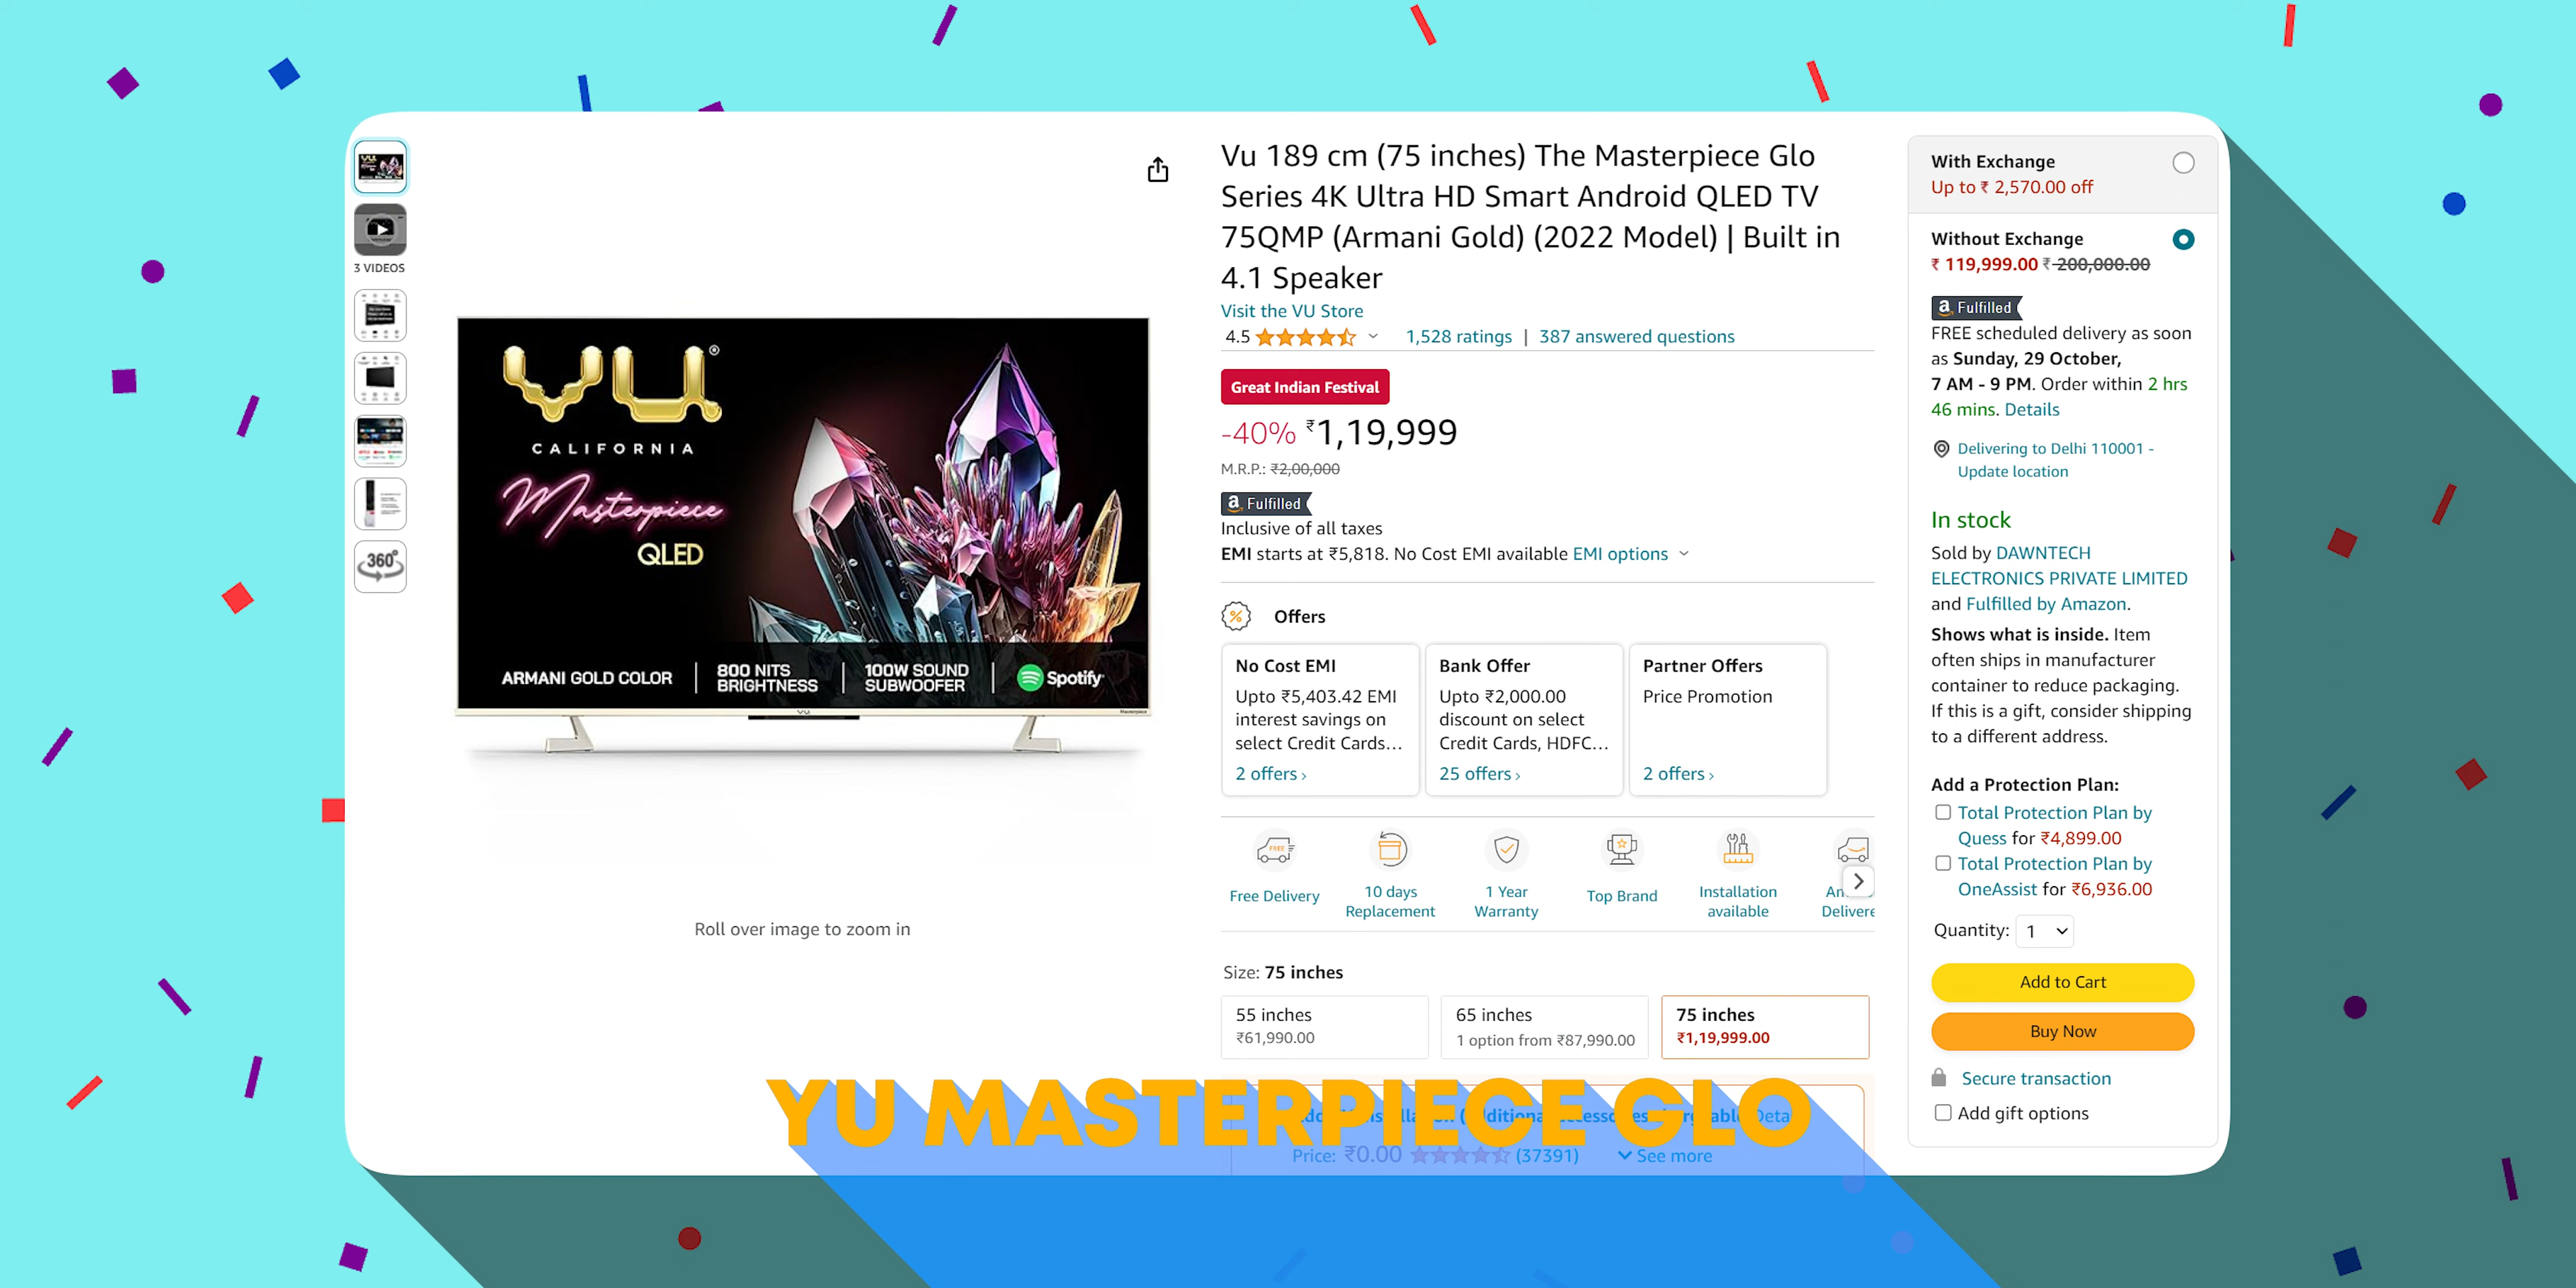 3 VIDEOS
360°
VU®
CALIFORNIA
Masterpiece
QLED
ARMANI GOLD COLOR
800 NITS
BRIGHTNESS
100W SOUND
SUBWOOFER
Spotify
VU
Masterpiece
Roll over image to zoom in
Vu 189 cm (75 inches) The Masterpiece Glo
Series 4K Ultra HD Smart Android QLED TV
75QMP (Armani Gold) (2022 Model) | Built in
4.1 Speaker
Visit the VU Store
4.5 1,528 ratings | 387 answered questions
Great Indian Festival
-40% ₹1,19,999
M.R.P.: ₹2,00,000
a Fulfilled
Inclusive of all taxes
EMI starts at ₹5,818. No Cost EMI available EMI options
% Offers
No Cost EMI
Upto ₹5,403.42 EMI
interest savings on
select Credit Cards...
2 offers ›
Bank Offer
Upto ₹2,000.00
discount on select
Credit Cards, HDFC...
25 offers ›
Partner Offers
Price Promotion
2 offers ›
FREE
Free Delivery
10 days
Replacement
1 Year
Warranty
Top Brand
Installation
available
Size: 75 inches
55 inches
₹61,990.00
65 inches
1 option from ₹87,990.00
75 inches
₹1,19,999.00
YU MASTERPIECE GLO
Price: ₹0.00 (37391) See more
With Exchange
Up to ₹ 2,570.00 off
Without Exchange
₹ 119,999.00 ₹ 200,000.00
a Fulfilled
FREE scheduled delivery as soon
as Sunday, 29 October,
7 AM - 9 PM. Order within 2 hrs
46 mins. Details
Delivering to Delhi 110001 -
Update location
In stock
Sold by DAWNTECH
ELECTRONICS PRIVATE LIMITED
and Fulfilled by Amazon.
Shows what is inside. Item
often ships in manufacturer
container to reduce packaging.
If this is a gift, consider shipping
to a different address.
Add a Protection Plan:
Total Protection Plan by
Quess for ₹4,899.00
Total Protection Plan by
OneAssist for ₹6,936.00
Quantity: 1
Add to Cart
Buy Now
Secure transaction
Add gift options